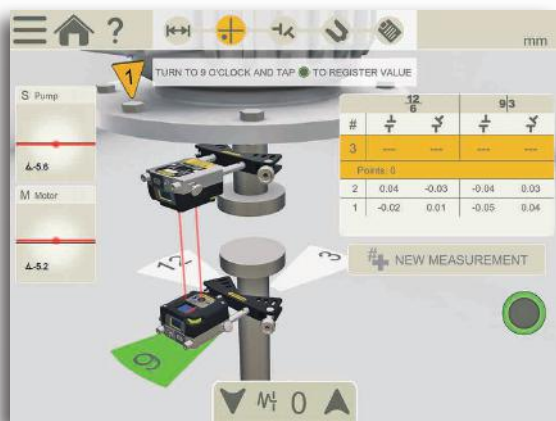 ?
mm
1
TURN TO 9 O'CLOCK AND TAP TO REGISTER VALUE
S Pump
-5.6
M Motor
-5.2
12
6
9 3
#
3 --- --- --- ---
Points: 0
2 0.04 -0.03 -0.04 0.03
1 -0.02 0.01 -0.05 0.04
# NEW MEASUREMENT
12
3
9
0